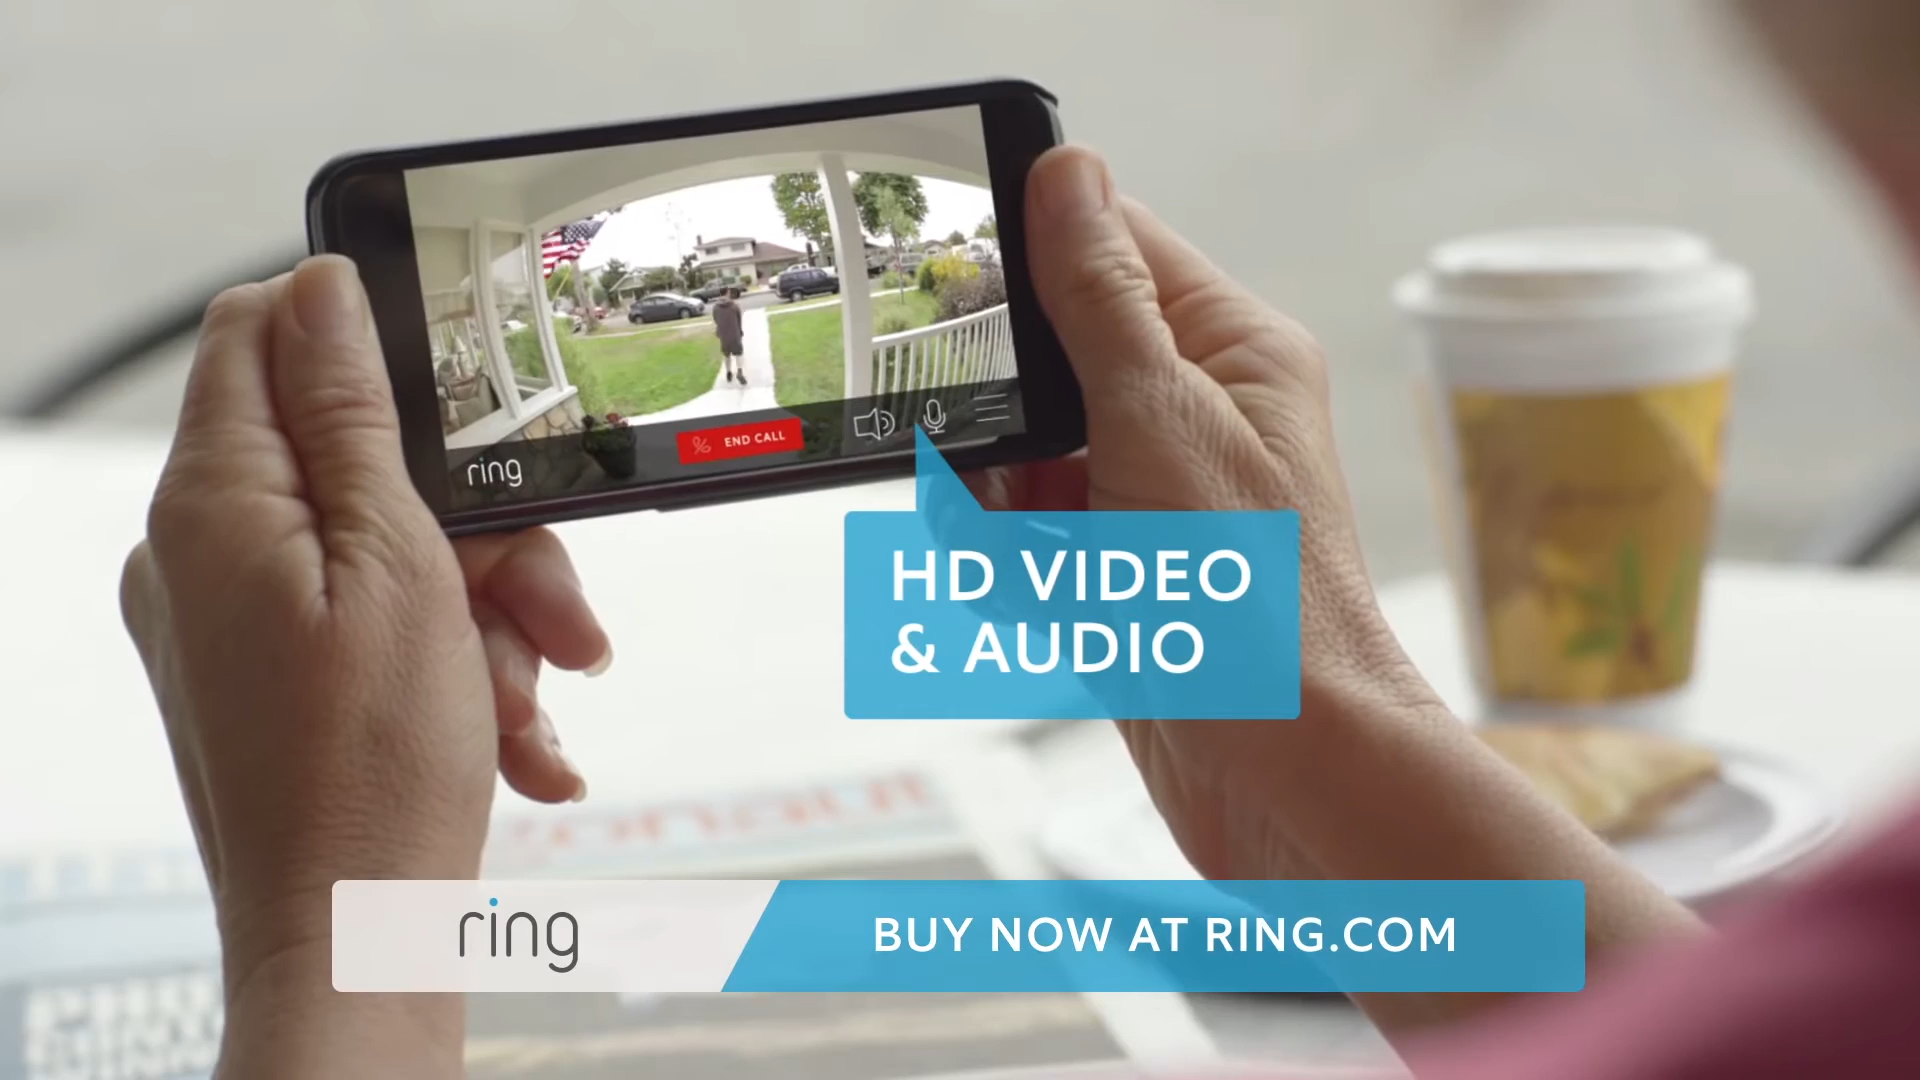 ring
END CALL
HD VIDEO
& AUDIO
ring
BUY NOW AT RING.COM